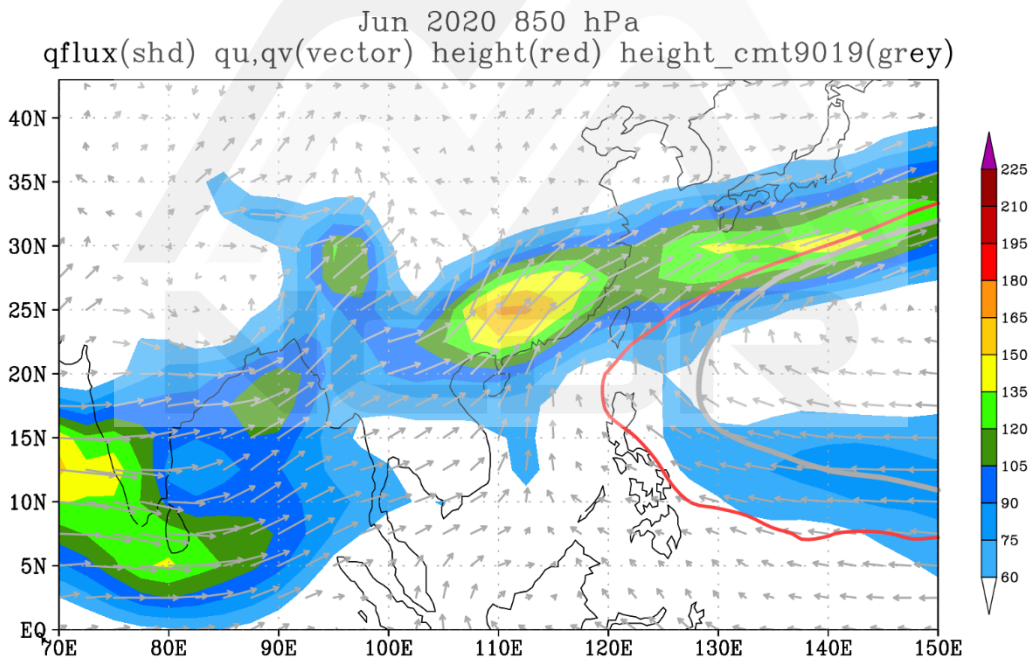 Jun 2020 850 hPa
qflux(shd) qu,qv(vector) height(red) height_cmt9019(grey)
40N
35N
30N
25N
20N
15N
10N
5N
EQ
70E 80E 90E 100E 110E 120E 130E 140E 150E
225
210
195
180
165
150
135
120
105
90
75
60